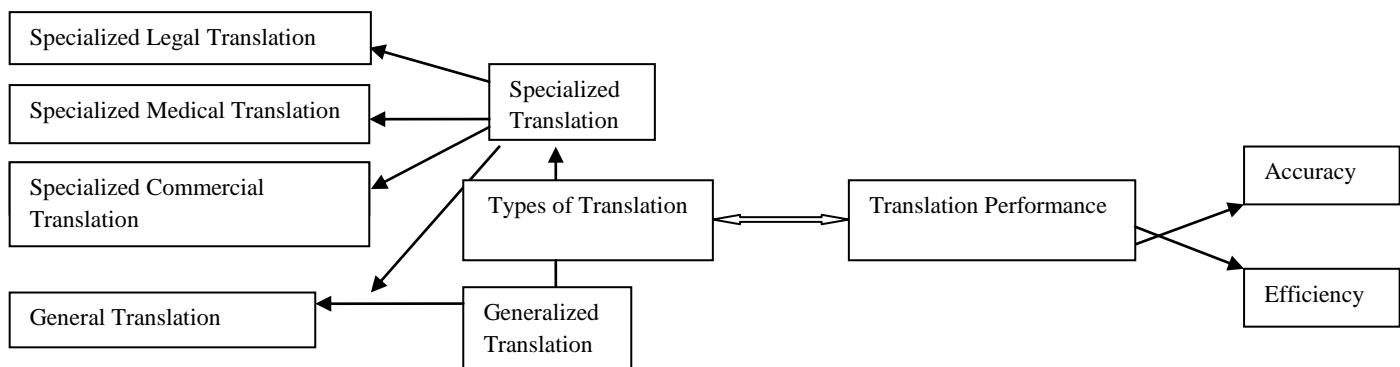 Specialized Legal Translation
Specialized Medical Translation
Specialized Commercial
Translation
General Translation
Specialized
Translation
Types of Translation
Generalized
Translation
Translation Performance
Accuracy
Efficiency